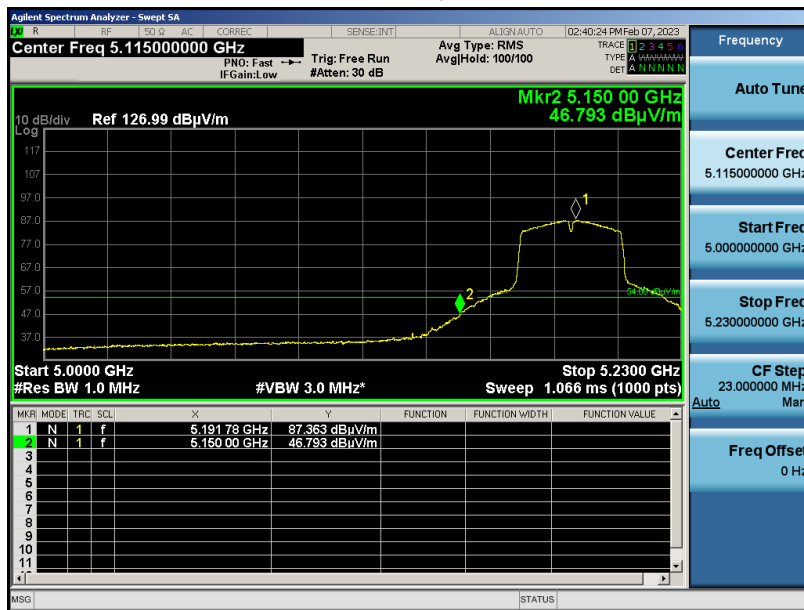 Agilent Spectrum Analyzer - Swept SA
LXI R RF 50 Ω AC CORREC SENSE:INT ALIGN AUTO 02:40:24 PM Feb 07, 2023
Center Freq 5.115000000 GHz
PNO: Fast
IFGain:Low
Trig: Free Run
#Atten: 30 dB
Avg Type: RMS
Avg|Hold: 100/100
TRACE 1 2 3 4 5 6
TYPE A WWWWW
DET A N N N N N
Mkr2 5.150 00 GHz
46.793 dBµV/m
10 dB/div Ref 126.99 dBµV/m
Log
117
107
97.0
87.0
77.0
67.0
57.0
47.0
37.0
1
2
54.00 dBµV/m
Start 5.0000 GHz Stop 5.2300 GHz
#Res BW 1.0 MHz #VBW 3.0 MHz* Sweep 1.066 ms (1000 pts)
MKR MODE TRC SCL X Y FUNCTION FUNCTION WIDTH FUNCTION VALUE
1 N 1 f 5.191 78 GHz 87.363 dBµV/m
2 N 1 f 5.150 00 GHz 46.793 dBµV/m
3
4
5
6
7
8
9
10
11
MSG STATUS
Frequency
Auto Tune
Center Freq
5.115000000 GHz
Start Freq
5.000000000 GHz
Stop Freq
5.230000000 GHz
CF Step
23.000000 MHz
Auto Man
Freq Offset
0 Hz